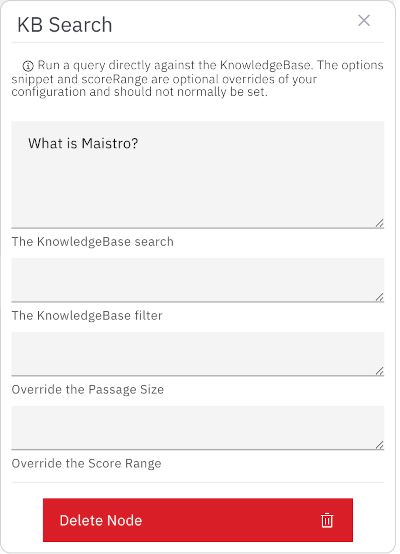 KB Search
Run a query directly against the KnowledgeBase. The options
snippet and scoreRange are optional overrides of your
configuration and should not normally be set.
What is Maistro?
The KnowledgeBase search
The KnowledgeBase filter
Override the Passage Size
Override the Score Range
Delete Node